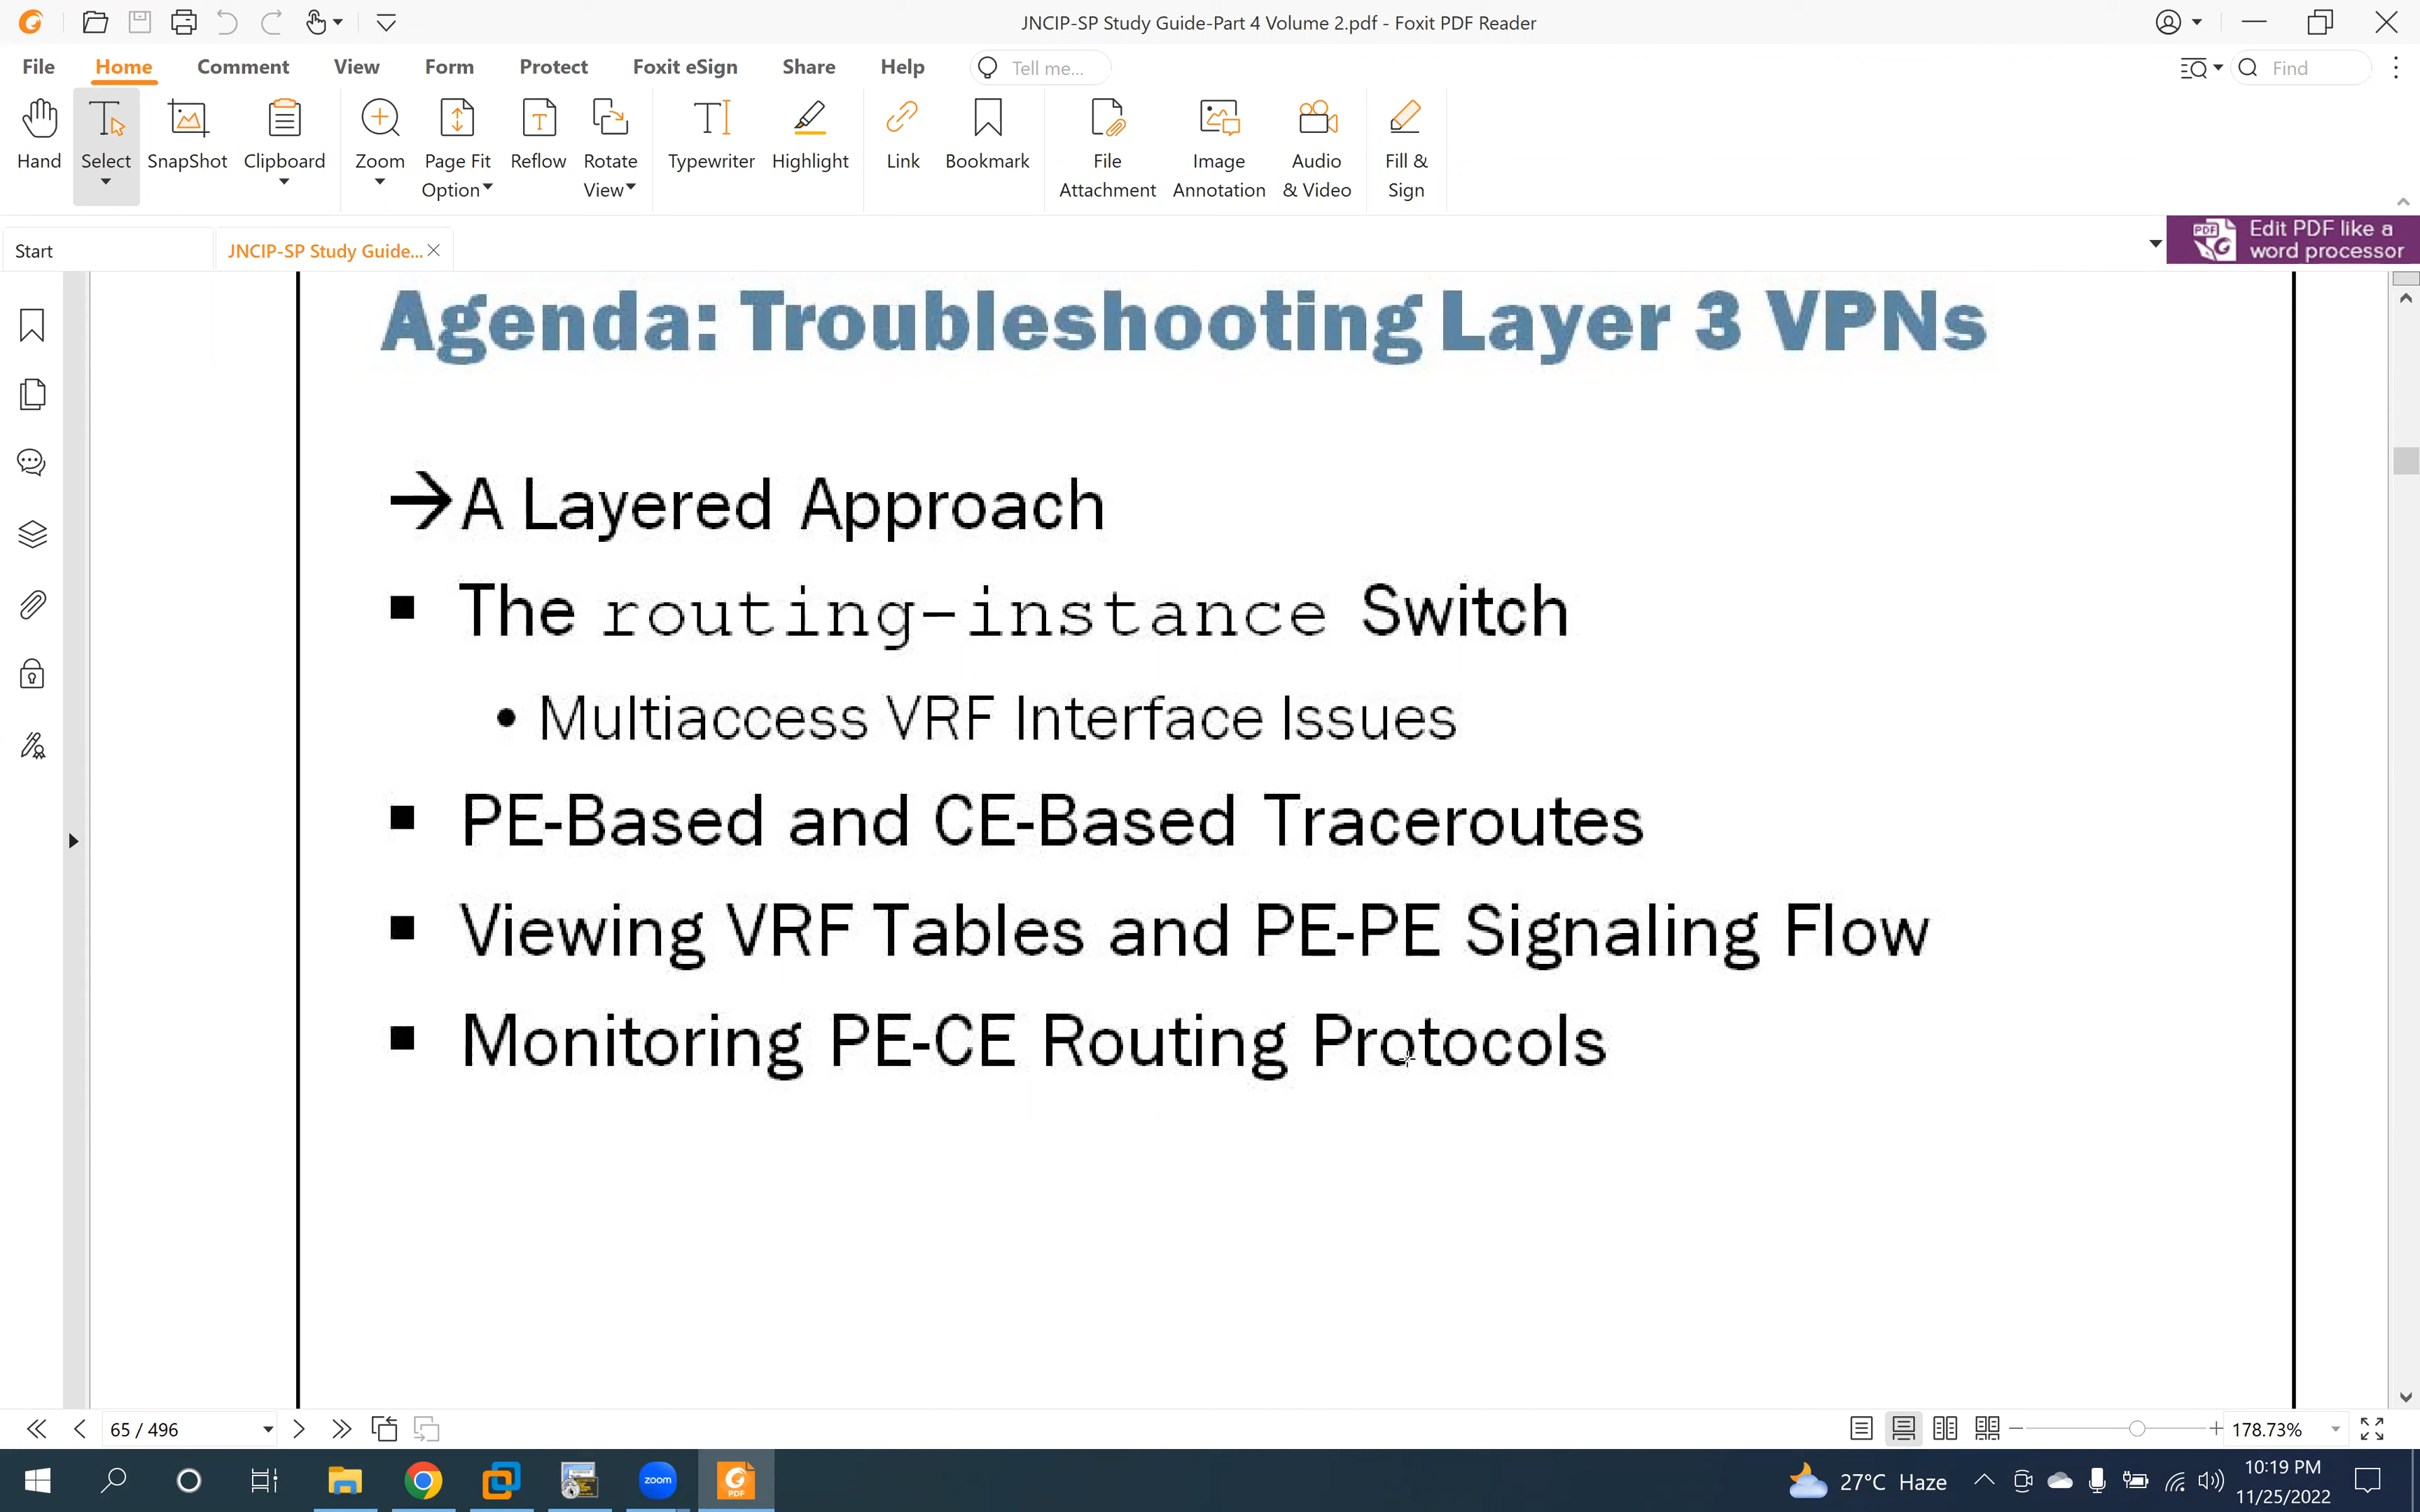 JNCIP-SP Study Guide-Part 4 Volume 2.pdf - Foxit PDF Reader
File Home Comment View Form Protect Foxit eSign Share Help Tell me... Find
Hand Select SnapShot Clipboard Zoom Page Fit Option Reflow Rotate View Typewriter Highlight Link Bookmark File Attachment Image Annotation Audio & Video Fill & Sign
Start JNCIP-SP Study Guide...
PDF Edit PDF like a
word processor
Agenda: Troubleshooting Layer 3 VPNs
→A Layered Approach
■ The routing-instance Switch
• Multiaccess VRF Interface Issues
■ PE-Based and CE-Based Traceroutes
■ Viewing VRF Tables and PE-PE Signaling Flow
■ Monitoring PE-CE Routing Protocols
65 / 496 178.73%
zoom PDF 27°C Haze 10:19 PM
11/25/2022